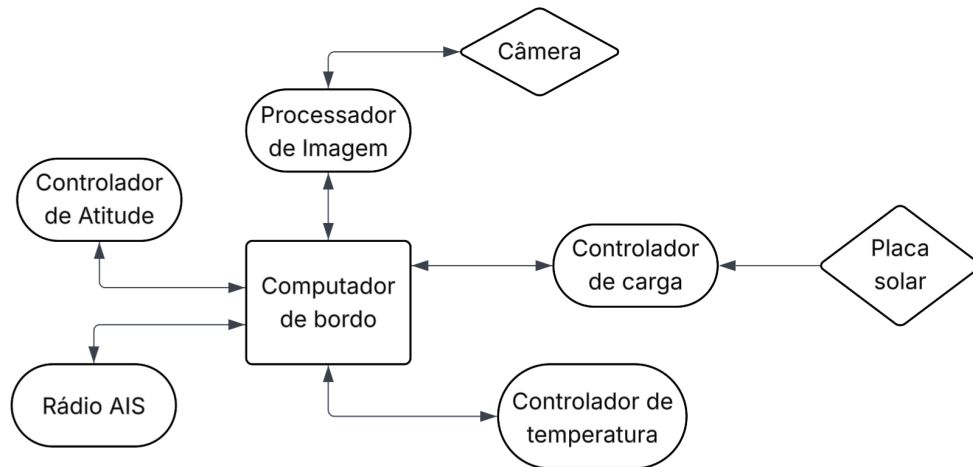 Câmera
Processador
de Imagem
Controlador
de Atitude
Computador
de bordo
Controlador
de carga
Placa
solar
Rádio AIS
Controlador de
temperatura